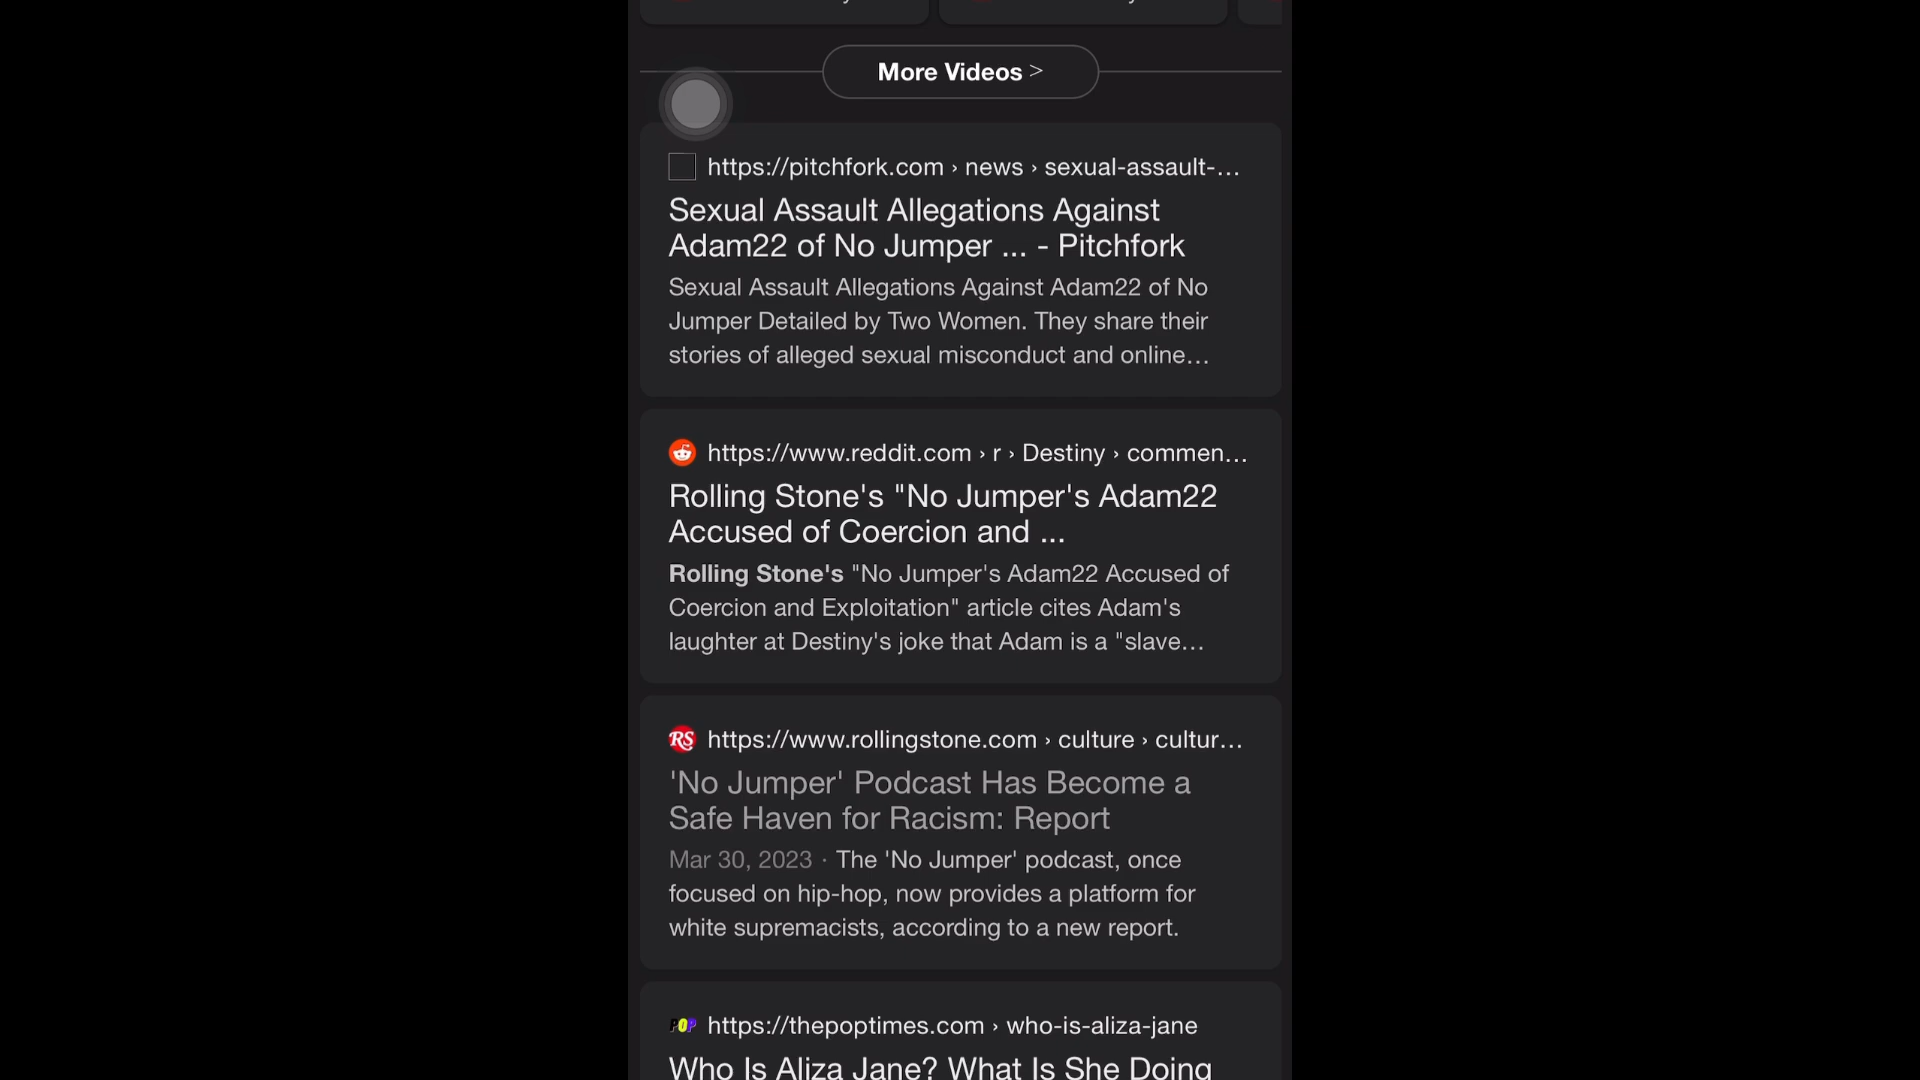 More Videos >
https://pitchfork.com › news › sexual-assault-...
Sexual Assault Allegations Against
Adam22 of No Jumper ... - Pitchfork
Sexual Assault Allegations Against Adam22 of No
Jumper Detailed by Two Women. They share their
stories of alleged sexual misconduct and online...
https://www.reddit.com › r › Destiny › commen...
Rolling Stone's "No Jumper's Adam22
Accused of Coercion and ...
Rolling Stone's "No Jumper's Adam22 Accused of
Coercion and Exploitation" article cites Adam's
laughter at Destiny's joke that Adam is a "slave...
RS https://www.rollingstone.com › culture › cultur...
'No Jumper' Podcast Has Become a
Safe Haven for Racism: Report
Mar 30, 2023 · The 'No Jumper' podcast, once
focused on hip-hop, now provides a platform for
white supremacists, according to a new report.
POP https://thepoptimes.com › who-is-aliza-jane
Who Is Aliza Jane? What Is She Doing